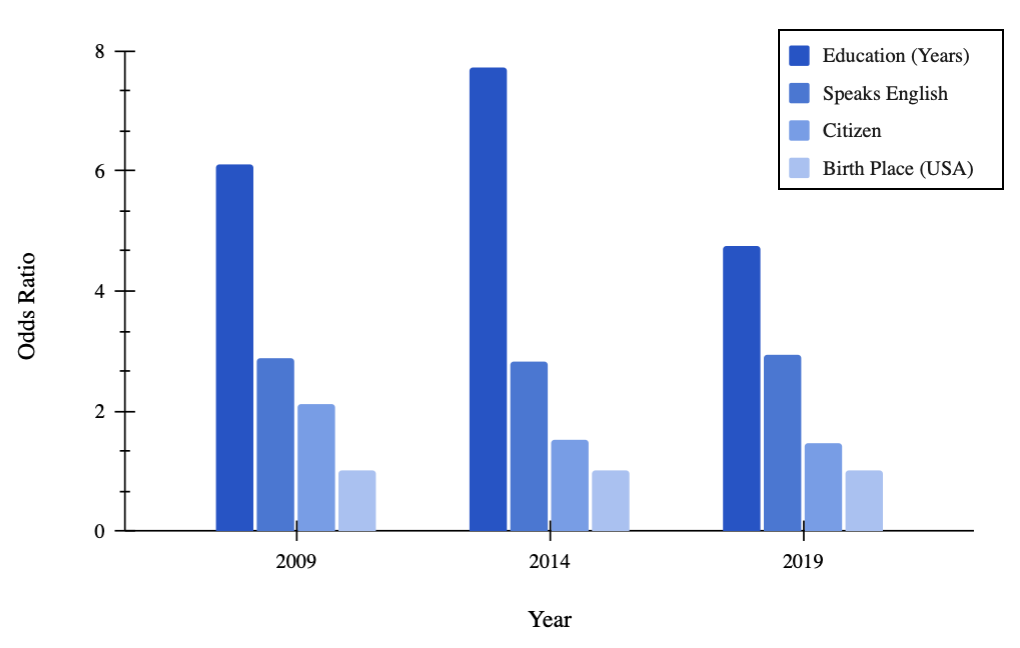 8
6
4
2
0
Odds Ratio
2009
2014
2019
Year
Education (Years)
Speaks English
Citizen
Birth Place (USA)